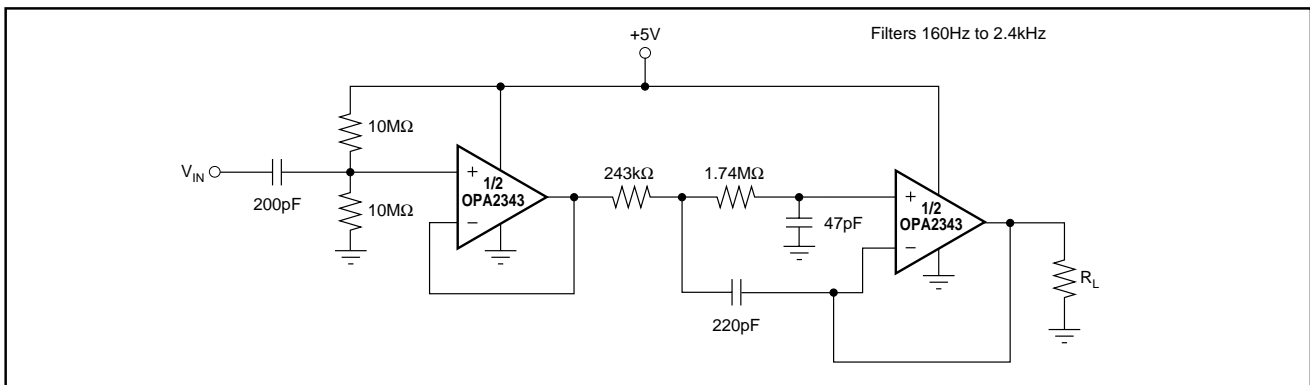 +5V
Filters 160Hz to 2.4kHz
10MΩ
V_IN
200pF
10MΩ
+
1/2
OPA2343
−
243kΩ
1.74MΩ
47pF
220pF
+
1/2
OPA2343
−
R_L